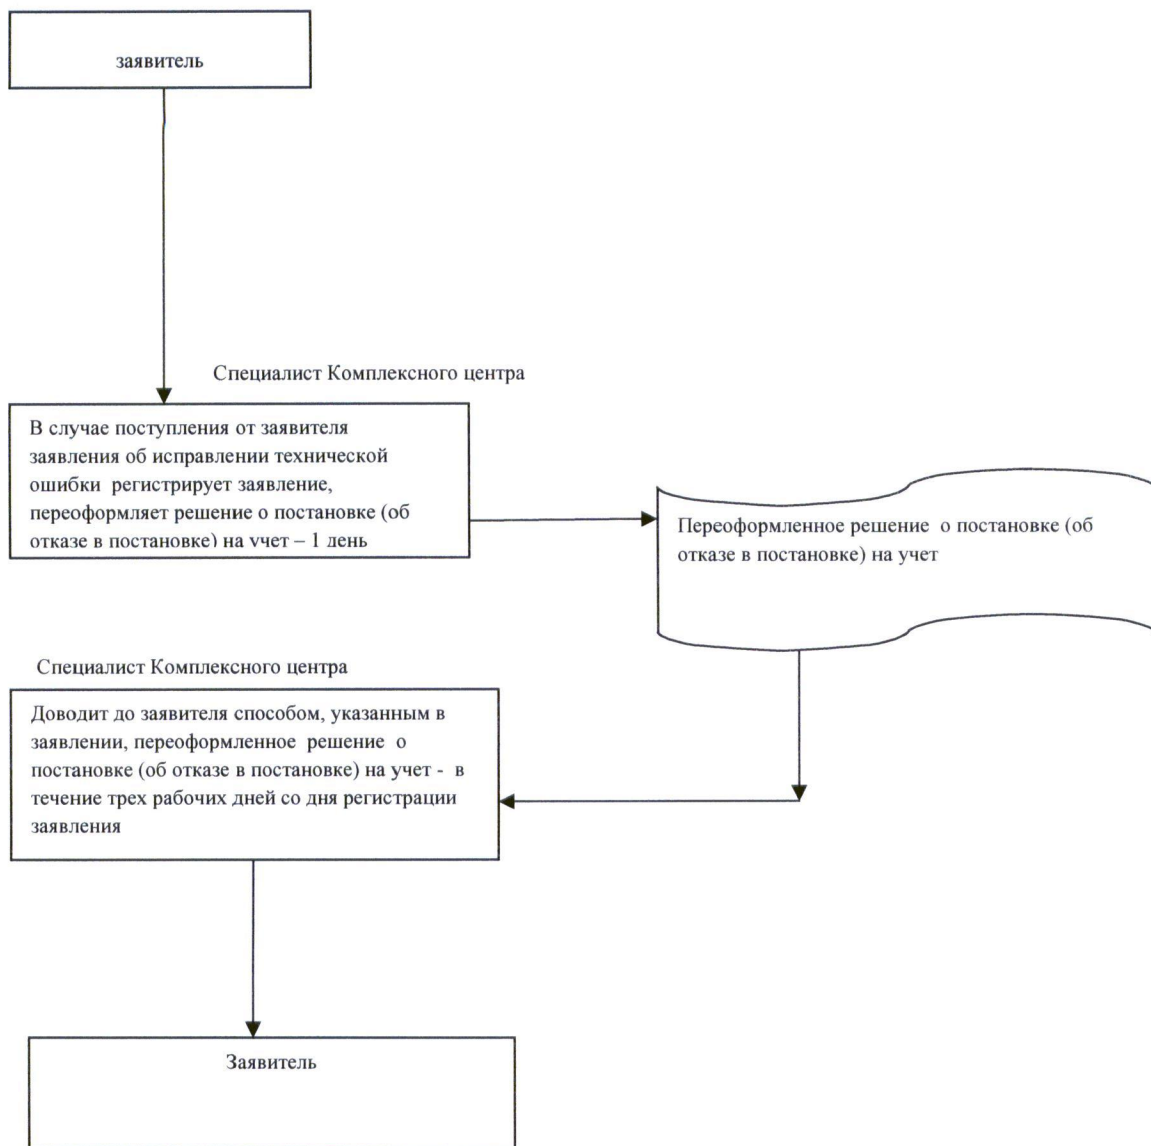 заявитель
Специалист Комплексного центра
В случае поступления от заявителя
заявления об исправлении технической
ошибки регистрирует заявление,
переоформляет решение о постановке (об
отказе в постановке) на учет – 1 день
Переоформленное решение о постановке (об
отказе в постановке) на учет
Специалист Комплексного центра
Доводит до заявителя способом, указанным в
заявлении, переоформленное решение о
постановке (об отказе в постановке) на учет - в
течение трех рабочих дней со дня регистрации
заявления
Заявитель